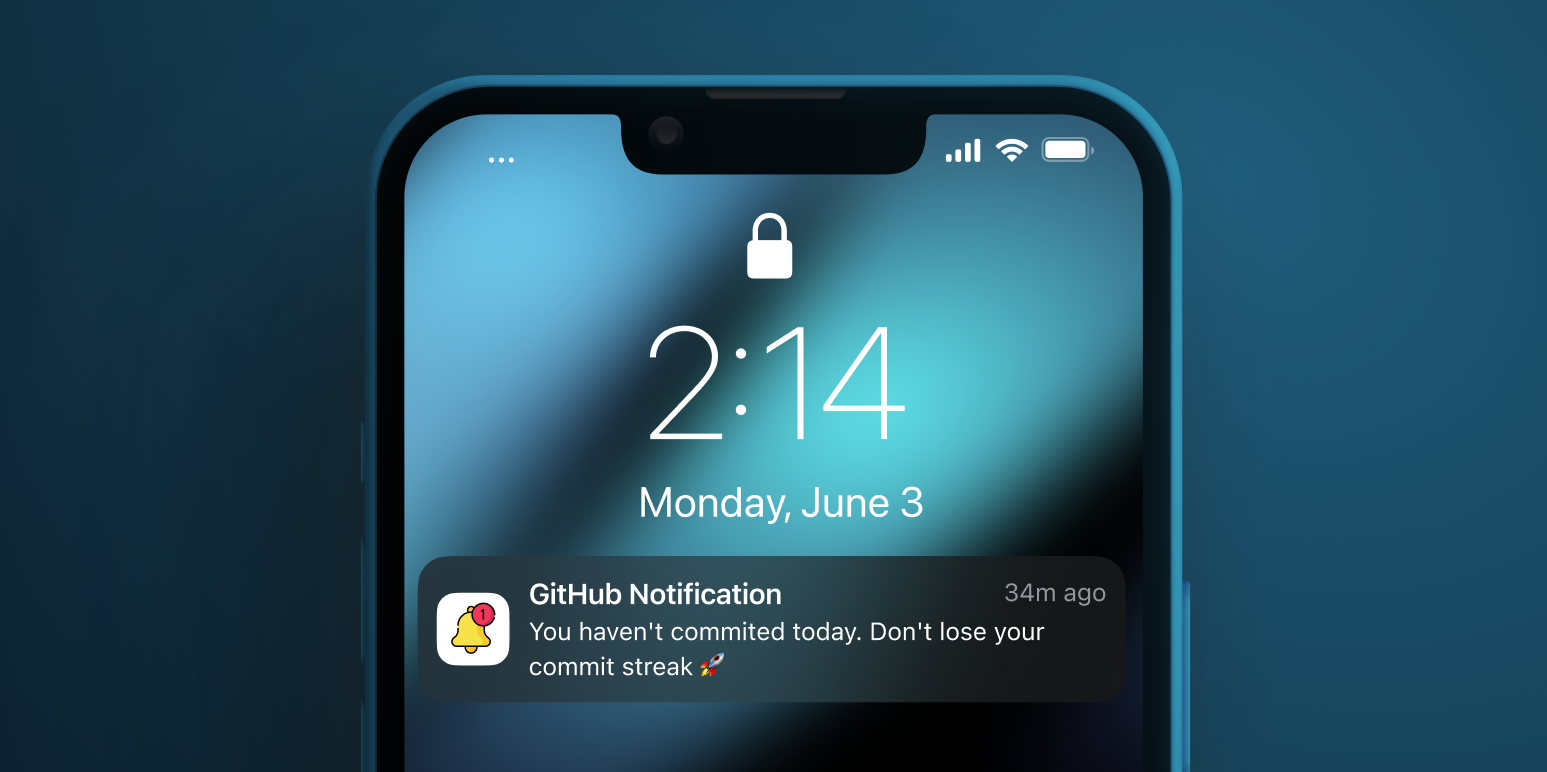 ...
2:14
Monday, June 3
1
GitHub Notification
34m ago
You haven't commited today. Don't lose your
commit streak 🚀